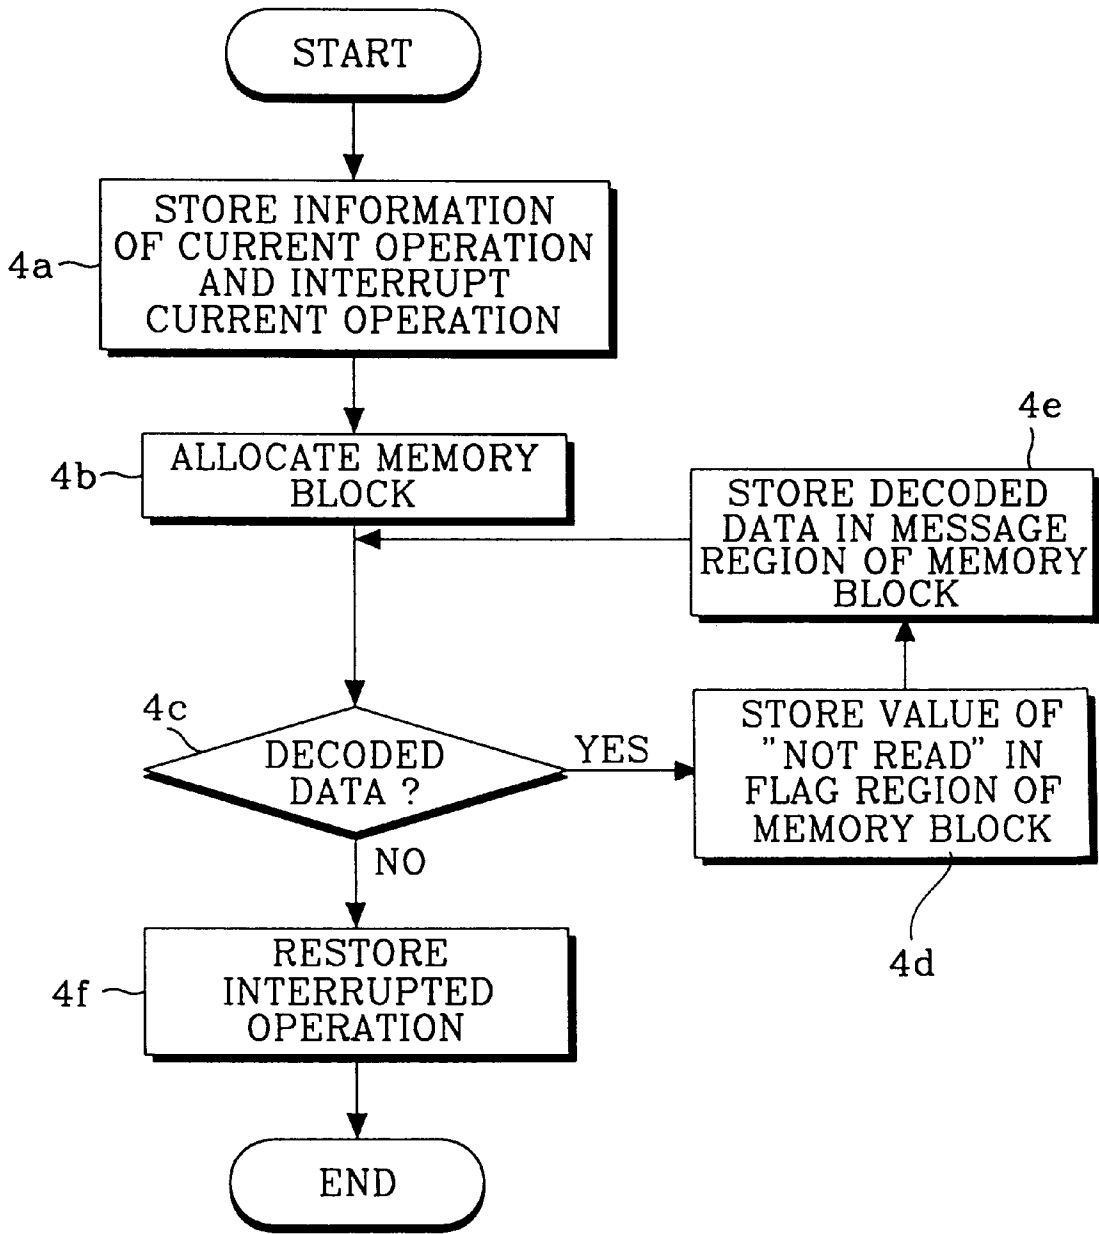 START
STORE INFORMATION
OF CURRENT OPERATION
AND INTERRUPT
CURRENT OPERATION
4a
ALLOCATE MEMORY
BLOCK
4b
4e
STORE DECODED
DATA IN MESSAGE
REGION OF MEMORY
BLOCK
4c
DECODED
DATA ?
YES
STORE VALUE OF
"NOT READ" IN
FLAG REGION OF
MEMORY BLOCK
4d
NO
RESTORE
INTERRUPTED
OPERATION
4f
END